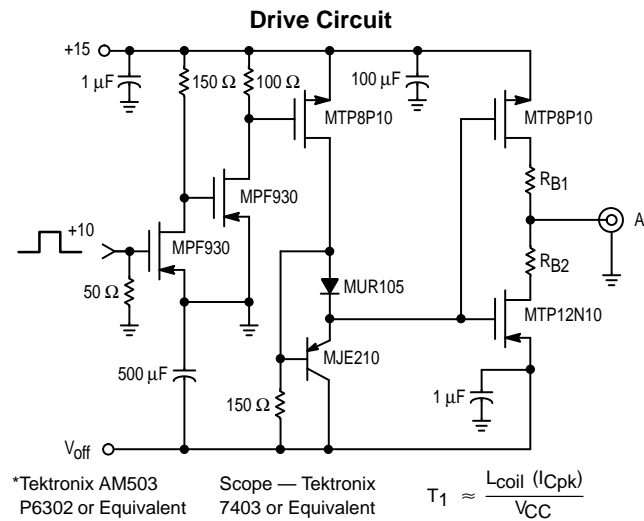 Drive Circuit
+15
1 µF
150 Ω
100 Ω
100 µF
MTP8P10
MTP8P10
MPF930
RB1
+10
MPF930
A
50 Ω
RB2
MUR105
MTP12N10
MJE210
500 µF
150 Ω
1 µF
Voff
*Tektronix AM503
P6302 or Equivalent
Scope — Tektronix
7403 or Equivalent
T1 ≈ Lcoil (ICpk) / VCC